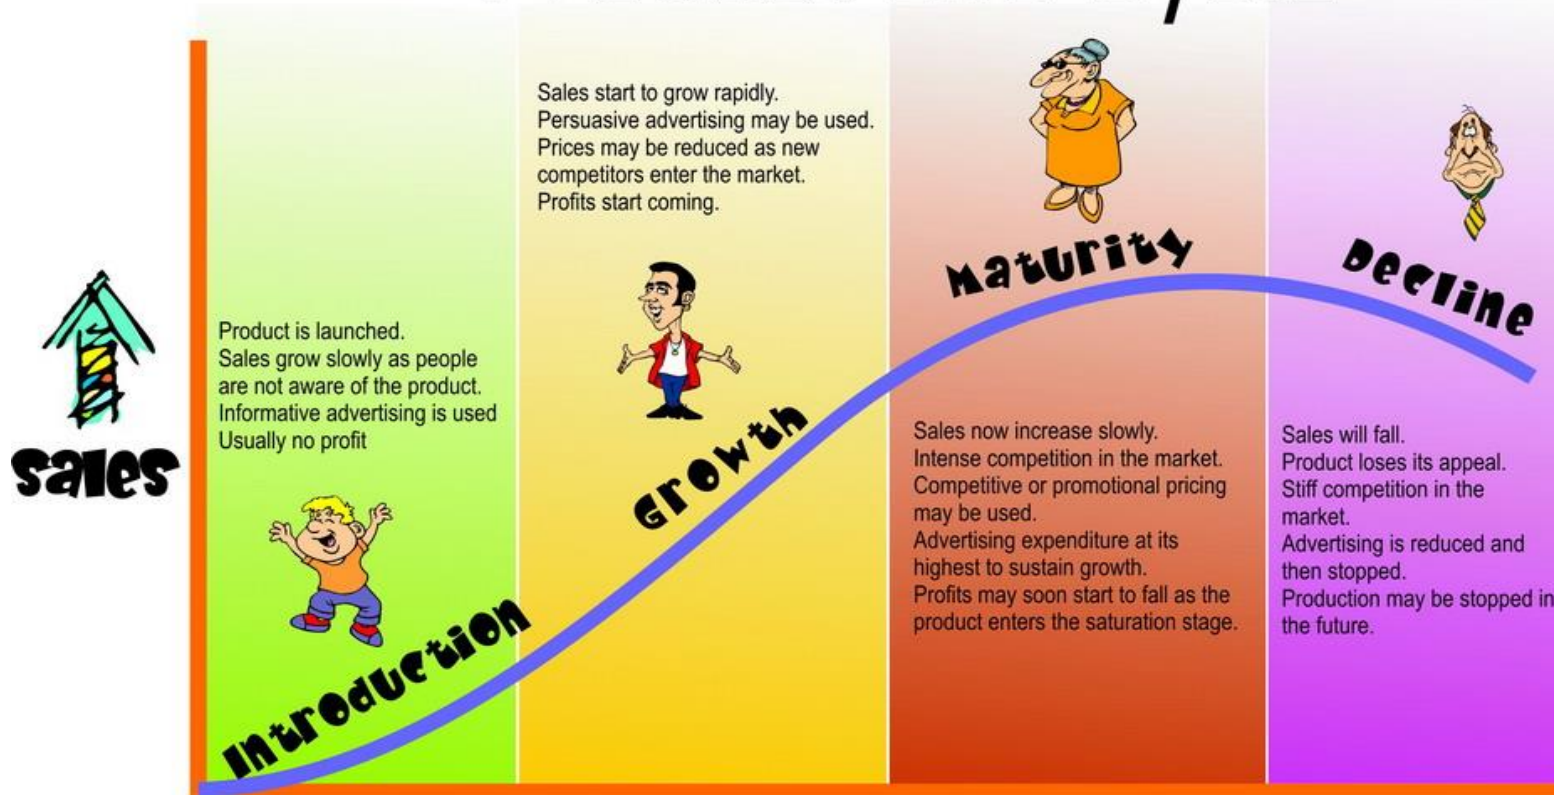 Sales
Introduction
Product is launched.
Sales grow slowly as people
are not aware of the product.
Informative advertising is used
Usually no profit
Growth
Sales start to grow rapidly.
Persuasive advertising may be used.
Prices may be reduced as new
competitors enter the market.
Profits start coming.
Maturity
Sales now increase slowly.
Intense competition in the market.
Competitive or promotional pricing
may be used.
Advertising expenditure at its
highest to sustain growth.
Profits may soon start to fall as the
product enters the saturation stage.
Decline
Sales will fall.
Product loses its appeal.
Stiff competition in the
market.
Advertising is reduced and
then stopped.
Production may be stopped in
the future.